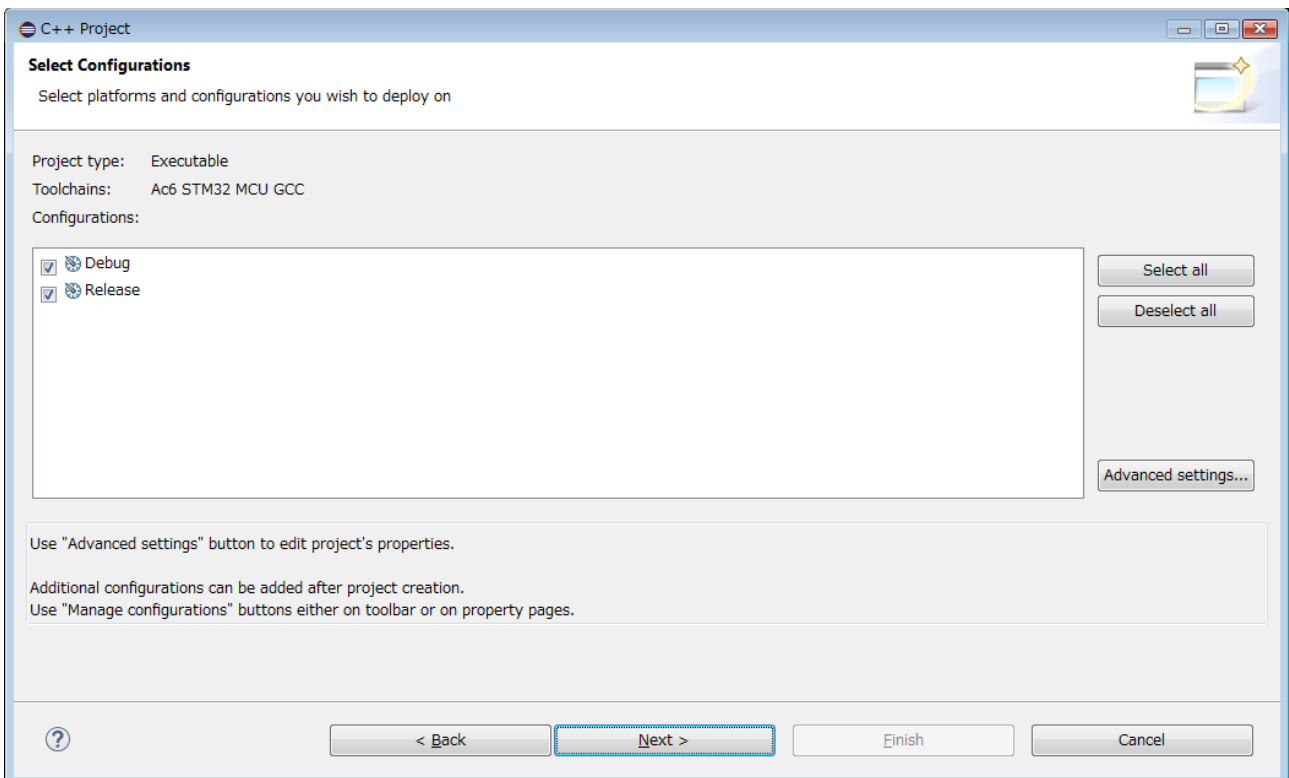 C++ Project
Select Configurations
Select platforms and configurations you wish to deploy on
Project type: Executable
Toolchains: Ac6 STM32 MCU GCC
Configurations:
Debug
Release
Select all
Deselect all
Advanced settings...
Use "Advanced settings" button to edit project's properties.
Additional configurations can be added after project creation.
Use "Manage configurations" buttons either on toolbar or on property pages.
?
< Back
Next >
Finish
Cancel